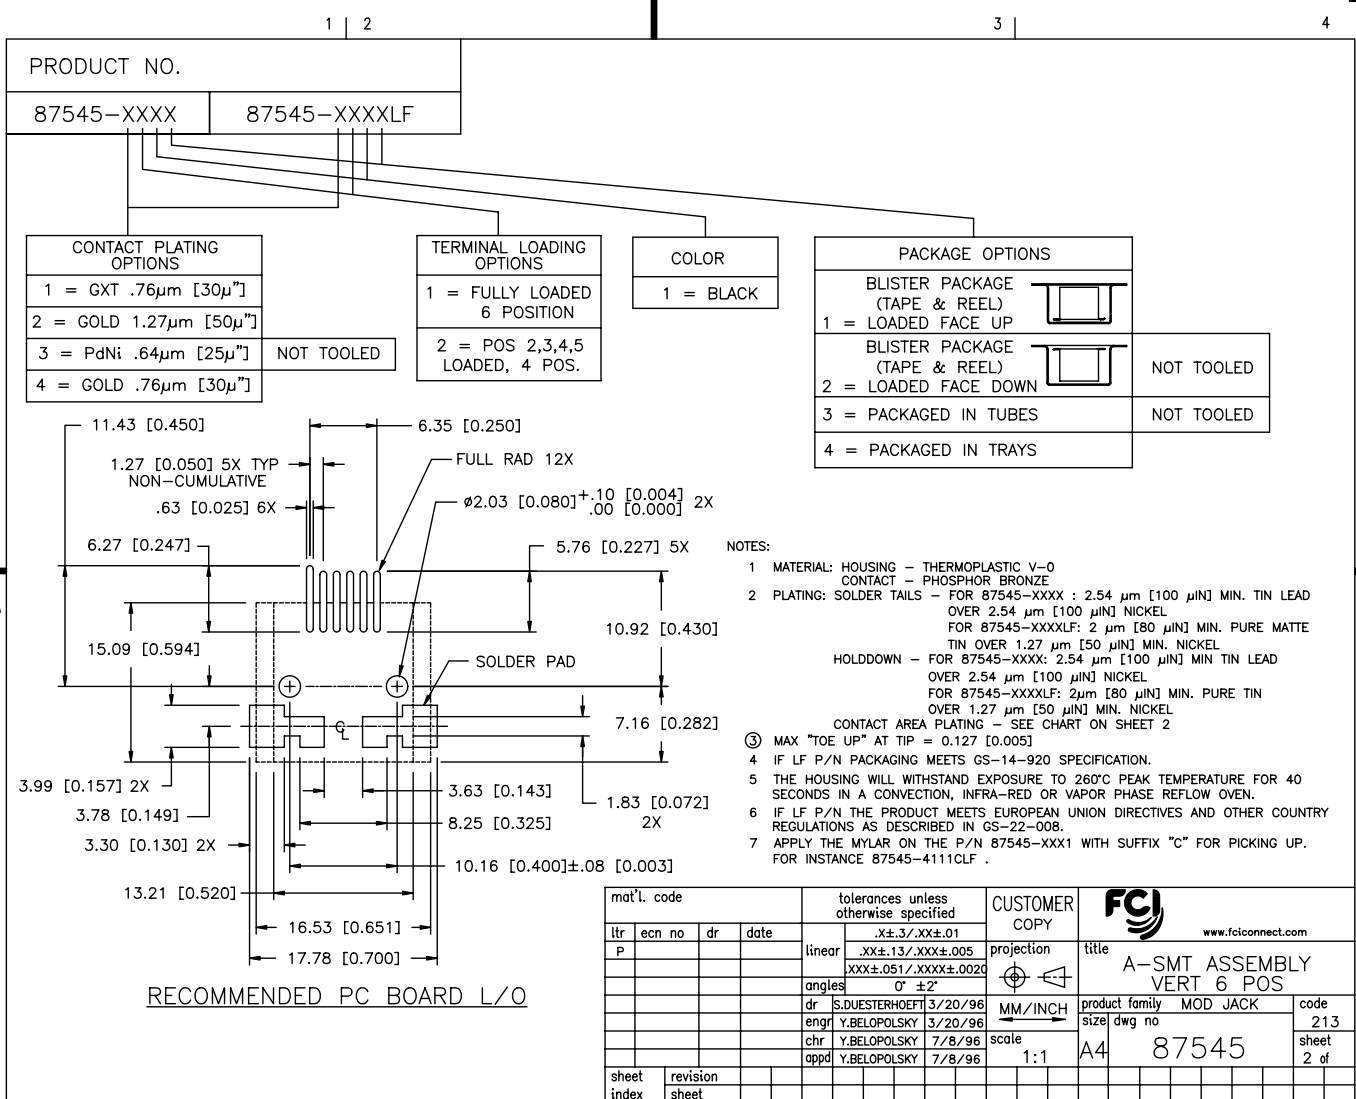 1 | 2
3 |
4
PRODUCT NO.
87545-XXXX
87545-XXXXLF
CONTACT PLATING
OPTIONS
1 = GXT .76µm [30µ"]
2 = GOLD 1.27µm [50µ"]
3 = PdNi .64µm [25µ"]
NOT TOOLED
4 = GOLD .76µm [30µ"]
TERMINAL LOADING
OPTIONS
1 = FULLY LOADED
6 POSITION
2 = POS 2,3,4,5
LOADED, 4 POS.
COLOR
1 = BLACK
PACKAGE OPTIONS
BLISTER PACKAGE
(TAPE & REEL)
1 = LOADED FACE UP
BLISTER PACKAGE
(TAPE & REEL)
2 = LOADED FACE DOWN
NOT TOOLED
3 = PACKAGED IN TUBES
NOT TOOLED
4 = PACKAGED IN TRAYS
11.43 [0.450]
6.35 [0.250]
1.27 [0.050] 5X TYP
NON-CUMULATIVE
FULL RAD 12X
.63 [0.025] 6X
ø2.03 [0.080] +.10 [0.004] 2X
.00 [0.000]
6.27 [0.247]
5.76 [0.227] 5X
10.92 [0.430]
15.09 [0.594]
SOLDER PAD
7.16 [0.282]
CL
3.99 [0.157] 2X
3.63 [0.143]
1.83 [0.072]
2X
3.78 [0.149]
8.25 [0.325]
3.30 [0.130] 2X
10.16 [0.400]±.08 [0.003]
13.21 [0.520]
16.53 [0.651]
17.78 [0.700]
RECOMMENDED PC BOARD L/O
NOTES:
1 MATERIAL: HOUSING - THERMOPLASTIC V-0
CONTACT - PHOSPHOR BRONZE
2 PLATING: SOLDER TAILS - FOR 87545-XXXX : 2.54 µm [100 µIN] MIN. TIN LEAD
OVER 2.54 µm [100 µIN] NICKEL
FOR 87545-XXXXLF: 2 µm [80 µIN] MIN. PURE MATTE
TIN OVER 1.27 µm [50 µIN] MIN. NICKEL
HOLDDOWN - FOR 87545-XXXX: 2.54 µm [100 µIN] MIN TIN LEAD
OVER 2.54 µm [100 µIN] NICKEL
FOR 87545-XXXXLF: 2µm [80 µIN] MIN. PURE TIN
OVER 1.27 µm [50 µIN] MIN. NICKEL
CONTACT AREA PLATING - SEE CHART ON SHEET 2
3 MAX "TOE UP" AT TIP = 0.127 [0.005]
4 IF LF P/N PACKAGING MEETS GS-14-920 SPECIFICATION.
5 THE HOUSING WILL WITHSTAND EXPOSURE TO 260°C PEAK TEMPERATURE FOR 40
SECONDS IN A CONVECTION, INFRA-RED OR VAPOR PHASE REFLOW OVEN.
6 IF LF P/N THE PRODUCT MEETS EUROPEAN UNION DIRECTIVES AND OTHER COUNTRY
REGULATIONS AS DESCRIBED IN GS-22-008.
7 APPLY THE MYLAR ON THE P/N 87545-XXX1 WITH SUFFIX "C" FOR PICKING UP.
FOR INSTANCE 87545-4111CLF .
mat'l. code
ltr ecn no dr date
P
tolerances unless
otherwise specified
linear
.X±.3/.XX±.01
.XX±.13/.XXX±.005
.XXX±.051/.XXXX±.0020
angles 0° ±2°
dr S.DUESTERHOEFT 3/20/96
engr Y.BELOPOLSKY 3/20/96
chr Y.BELOPOLSKY 7/8/96
appd Y.BELOPOLSKY 7/8/96
CUSTOMER
COPY
projection
MM/INCH
scale
1:1
FCI
www.fciconnect.com
title
A-SMT ASSEMBLY
VERT 6 POS
product family MOD JACK
code
213
size
A4
dwg no
87545
sheet
2 of
sheet
index
revision
sheet